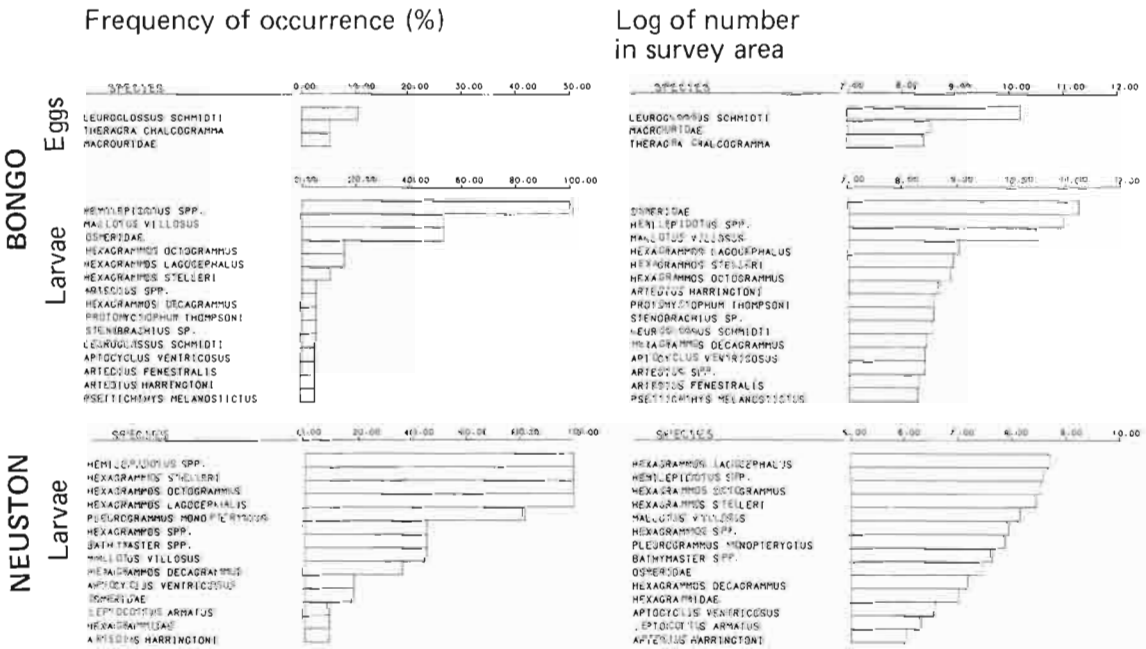 Frequency of occurrence (%)
Log of number
in survey area
BONGO
Eggs
SPECIES 0.00 10.00 20.00 30.00 40.00 50.00
LEUROGLOSSUS SCHMIDTI
THERAGRA CHALCOGRAMMA
MACROURIDAE
SPECIES 7.00 8.00 9.00 10.00 11.00 12.00
LEUROGLOSSUS SCHMIDTI
MACROURIDAE
THERAGRA CHALCOGRAMMA
Larvae
0.00 20.00 40.00 60.00 80.00 100.00
HEMILEPIDOTUS SPP.
MALLOTUS VILLOSUS
OSMERIDAE
HEXAGRAMMOS OCTOGRAMMUS
HEXAGRAMMOS LAGOCEPHALUS
HEXAGRAMMOS STELLERI
ARTEDIUS SPP.
HEXAGRAMMOS DECAGRAMMUS
PROTOMYCTOPHUM THOMPSONI
STENOBRACHIUS SP.
LEUROGLOSSUS SCHMIDTI
APTOCYCLUS VENTRICOSUS
ARTEDIUS FENESTRALIS
ARTEDIUS HARRINGTONI
PSETTICHTHYS MELANOSTICTUS
7.00 8.00 9.00 10.00 11.00 12.00
OSMERIDAE
HEMILEPIDOTUS SPP.
MALLOTUS VILLOSUS
HEXAGRAMMOS LAGOCEPHALUS
HEXAGRAMMOS STELLERI
HEXAGRAMMOS OCTOGRAMMUS
ARTEDIUS HARRINGTONI
PROTOMYCTOPHUM THOMPSONI
STENOBRACHIUS SP.
LEUROGLOSSUS SCHMIDTI
HEXAGRAMMOS DECAGRAMMUS
APTOCYCLUS VENTRICOSUS
ARTEDIUS SPP.
ARTEDIUS FENESTRALIS
PSETTICHTHYS MELANOSTICTUS
NEUSTON
Larvae
SPECIES 0.00 20.00 40.00 60.00 80.00 100.00
HEMILEPIDOTUS SPP.
HEXAGRAMMOS STELLERI
HEXAGRAMMOS OCTOGRAMMUS
HEXAGRAMMOS LAGOCEPHALUS
PLEUROGRAMMUS MONOPTERYGIUS
HEXAGRAMMOS SPP.
BATHYMASTER SPP.
MALLOTUS VILLOSUS
HEXAGRAMMOS DECAGRAMMUS
APTOCYCLUS VENTRICOSUS
OSMERIDAE
LEPTOCOTTUS ARMATUS
HEXAGRAMMIDAE
ARTEDIUS HARRINGTONI
SPECIES 5.00 6.00 7.00 8.00 9.00 10.00
HEXAGRAMMOS LAGOCEPHALUS
HEMILEPIDOTUS SPP.
HEXAGRAMMOS OCTOGRAMMUS
HEXAGRAMMOS STELLERI
MALLOTUS VILLOSUS
HEXAGRAMMOS SPP.
PLEUROGRAMMUS MONOPTERYGIUS
BATHYMASTER SPP.
OSMERIDAE
HEXAGRAMMOS DECAGRAMMUS
HEXAGRAMMIDAE
APTOCYCLUS VENTRICOSUS
LEPTOCOTTUS ARMATUS
ARTEDIUS HARRINGTONI